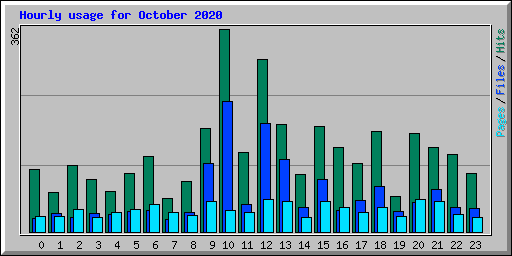 Hourly usage for October 2020
362
Pages/Files/Hits
0 1 2 3 4 5 6 7 8 9 10 11 12 13 14 15 16 17 18 19 20 21 22 23